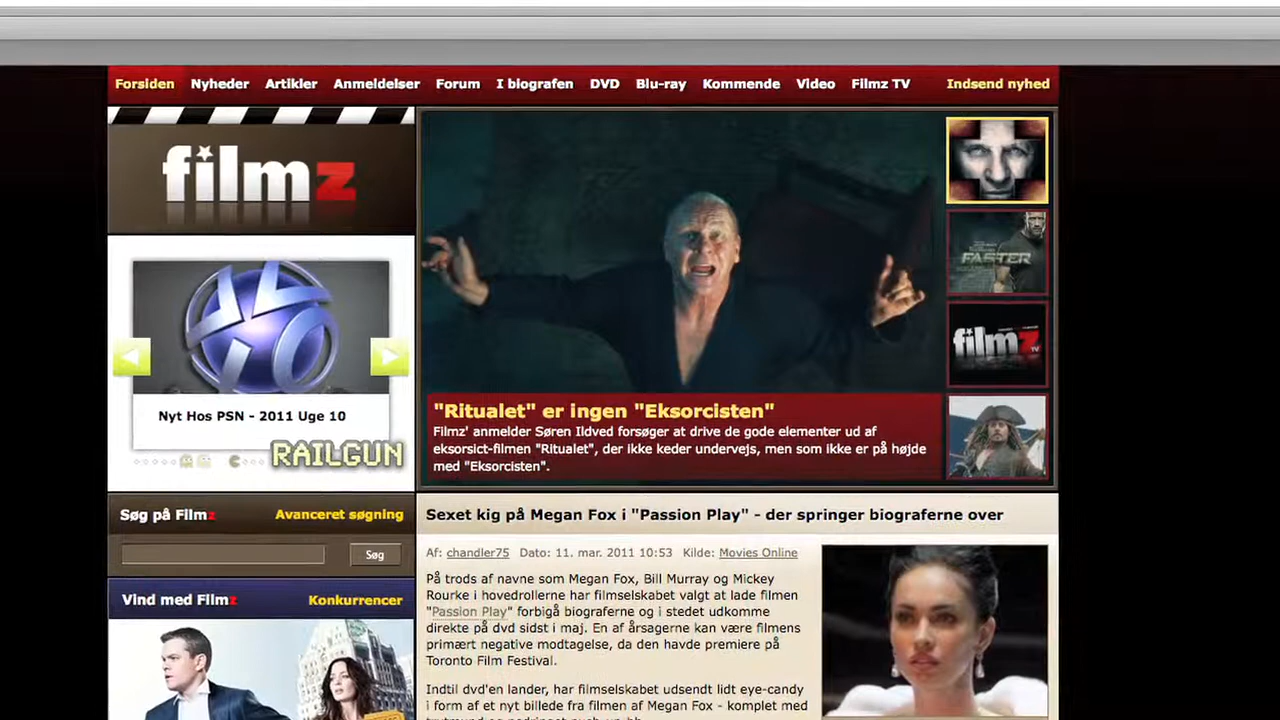 Forsiden Nyheder Artikler Anmeldelser Forum I biografen DVD Blu-ray Kommende Video Filmz TV Indsend nyhed
filmz
Nyt Hos PSN - 2011 Uge 10
RAILGUN
FASTER
filmz TV
"Ritualet" er ingen "Eksorcisten"
Filmz' anmelder Søren Ildved forsøger at drive de gode elementer ud af
eksorsict-filmen "Ritualet", der ikke keder undervejs, men som ikke er på højde
med "Eksorcisten".
Søg på Filmz Avanceret søgning
Søg
Vind med Filmz Konkurrencer
Sexet kig på Megan Fox i "Passion Play" - der springer biograferne over
Af: chandler75 Dato: 11. mar. 2011 10:53 Kilde: Movies Online
På trods af navne som Megan Fox, Bill Murray og Mickey
Rourke i hovedrollerne har filmselskabet valgt at lade filmen
"Passion Play" forbigå biograferne og i stedet udkomme
direkte på dvd sidst i maj. En af årsagerne kan være filmens
primært negative modtagelse, da den havde premiere på
Toronto Film Festival.
Indtil dvd'en lander, har filmselskabet udsendt lidt eye-candy
i form af et nyt billede fra filmen af Megan Fox - komplet med